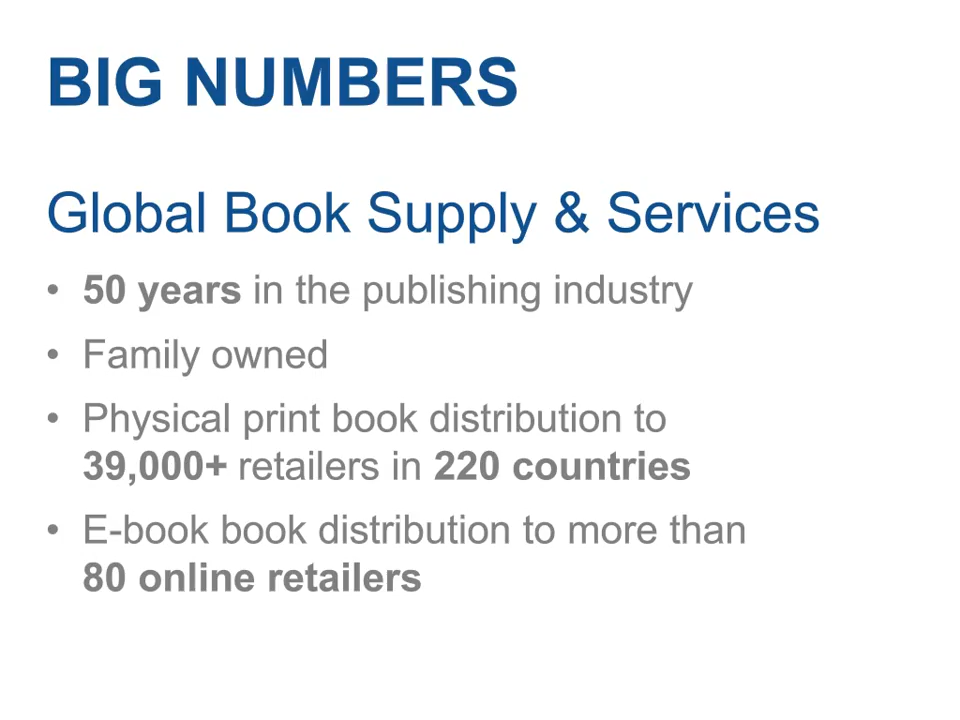 BIG NUMBERS
Global Book Supply & Services
• 50 years in the publishing industry
• Family owned
• Physical print book distribution to
39,000+ retailers in 220 countries
• E-book book distribution to more than
80 online retailers